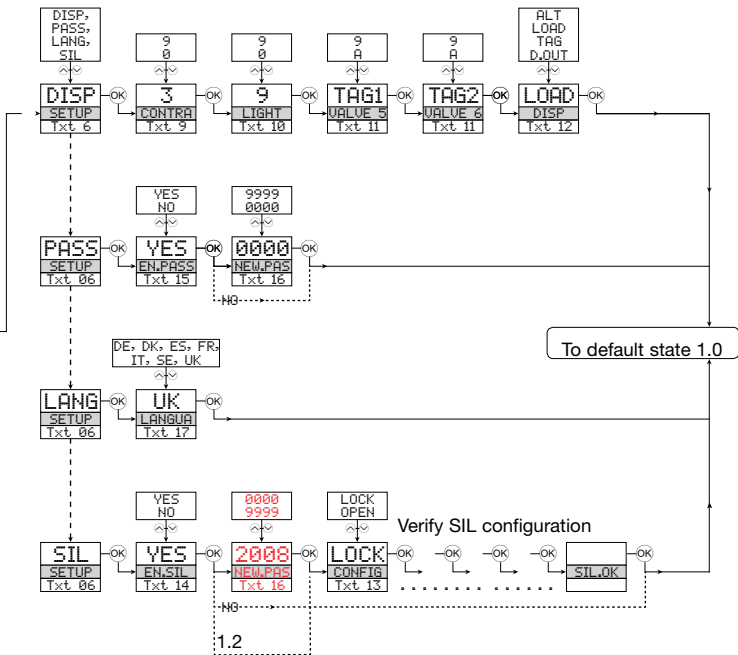 DISP,
PASS,
LANG,
SIL
9
0
9
0
9
A
9
A
ALT
LOAD
TAG
D.OUT
DISP
SETUP
Txt 6
OK
3
CONTRA
Txt 9
OK
9
LIGHT
Txt 10
OK
TAG1
VALVE 5
Txt 11
OK
TAG2
VALVE 6
Txt 11
OK
LOAD
DISP
Txt 12
OK
YES
NO
9999
0000
PASS
SETUP
Txt 06
OK
YES
EN.PASS
Txt 15
OK
0000
NEW.PAS
Txt 16
OK
NO
To default state 1.0
DE, DK, ES, FR,
IT, SE, UK
LANG
SETUP
Txt 06
OK
UK
LANGUA
Txt 17
OK
YES
NO
0000
9999
LOCK
OPEN
Verify SIL configuration
SIL
SETUP
Txt 06
OK
YES
EN.SIL
Txt 14
OK
2008
NEW.PAS
Txt 16
OK
LOCK
CONFIG
Txt 13
OK
OK
OK
OK
SIL.OK
OK
NO
1.2